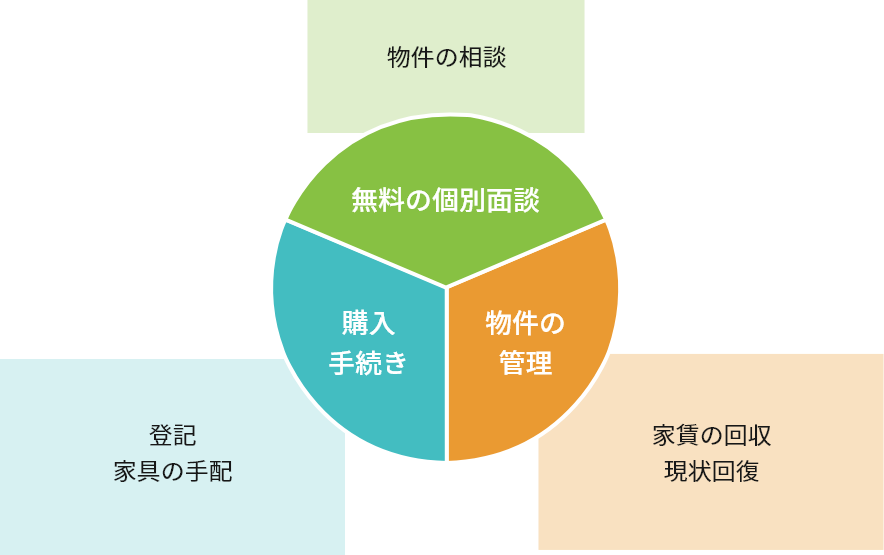 物件の相談
無料の個別面談
購入
手続き
物件の
管理
登記
家具の手配
家賃の回収
現状回復